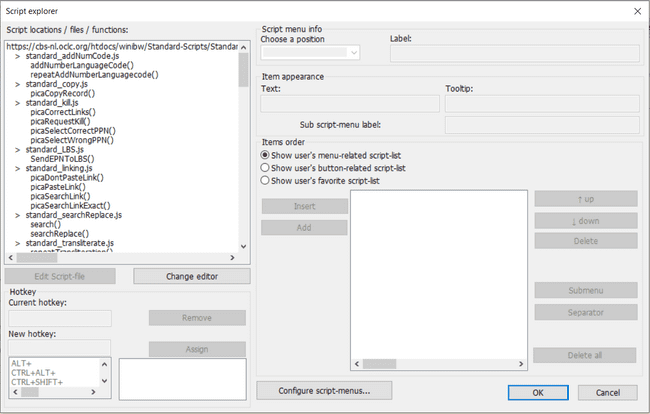 Script explorer
Script locations / files / functions:
https://cbs-nl.oclc.org/htdocs/winibw/Standard-Scripts/Standar
> standard_addNumCode.js
addNumberLanguageCode()
repeatAddNumberLanguagecode()
> standard_copy.js
picaCopyRecord()
> standard_kill.js
picaCorrectLinks()
picaRequestKill()
picaSelectCorrectPPN()
picaSelectWrongPPN()
> standard_LBS.js
SendEPNToLBS()
> standard_linking.js
picaDontPasteLink()
picaPasteLink()
picaSearchLink()
picaSearchLinkExact()
> standard_searchReplace.js
search()
searchReplace()
> standard_transliterate.js
repeatTransliteration()
Edit Script-file
Change editor
Hotkey
Current hotkey:
Remove
New hotkey:
Assign
ALT+
CTRL+ALT+
CTRL+SHIFT+
Script menu info
Choose a position
Label:
Item appearance
Text:
Tooltip:
Sub script-menu label:
Items order
Show user's menu-related script-list
Show user's button-related script-list
Show user's favorite script-list
Insert
Add
↑ up
↓ down
Delete
Submenu
Separator
Delete all
Configure script-menus...
OK
Cancel